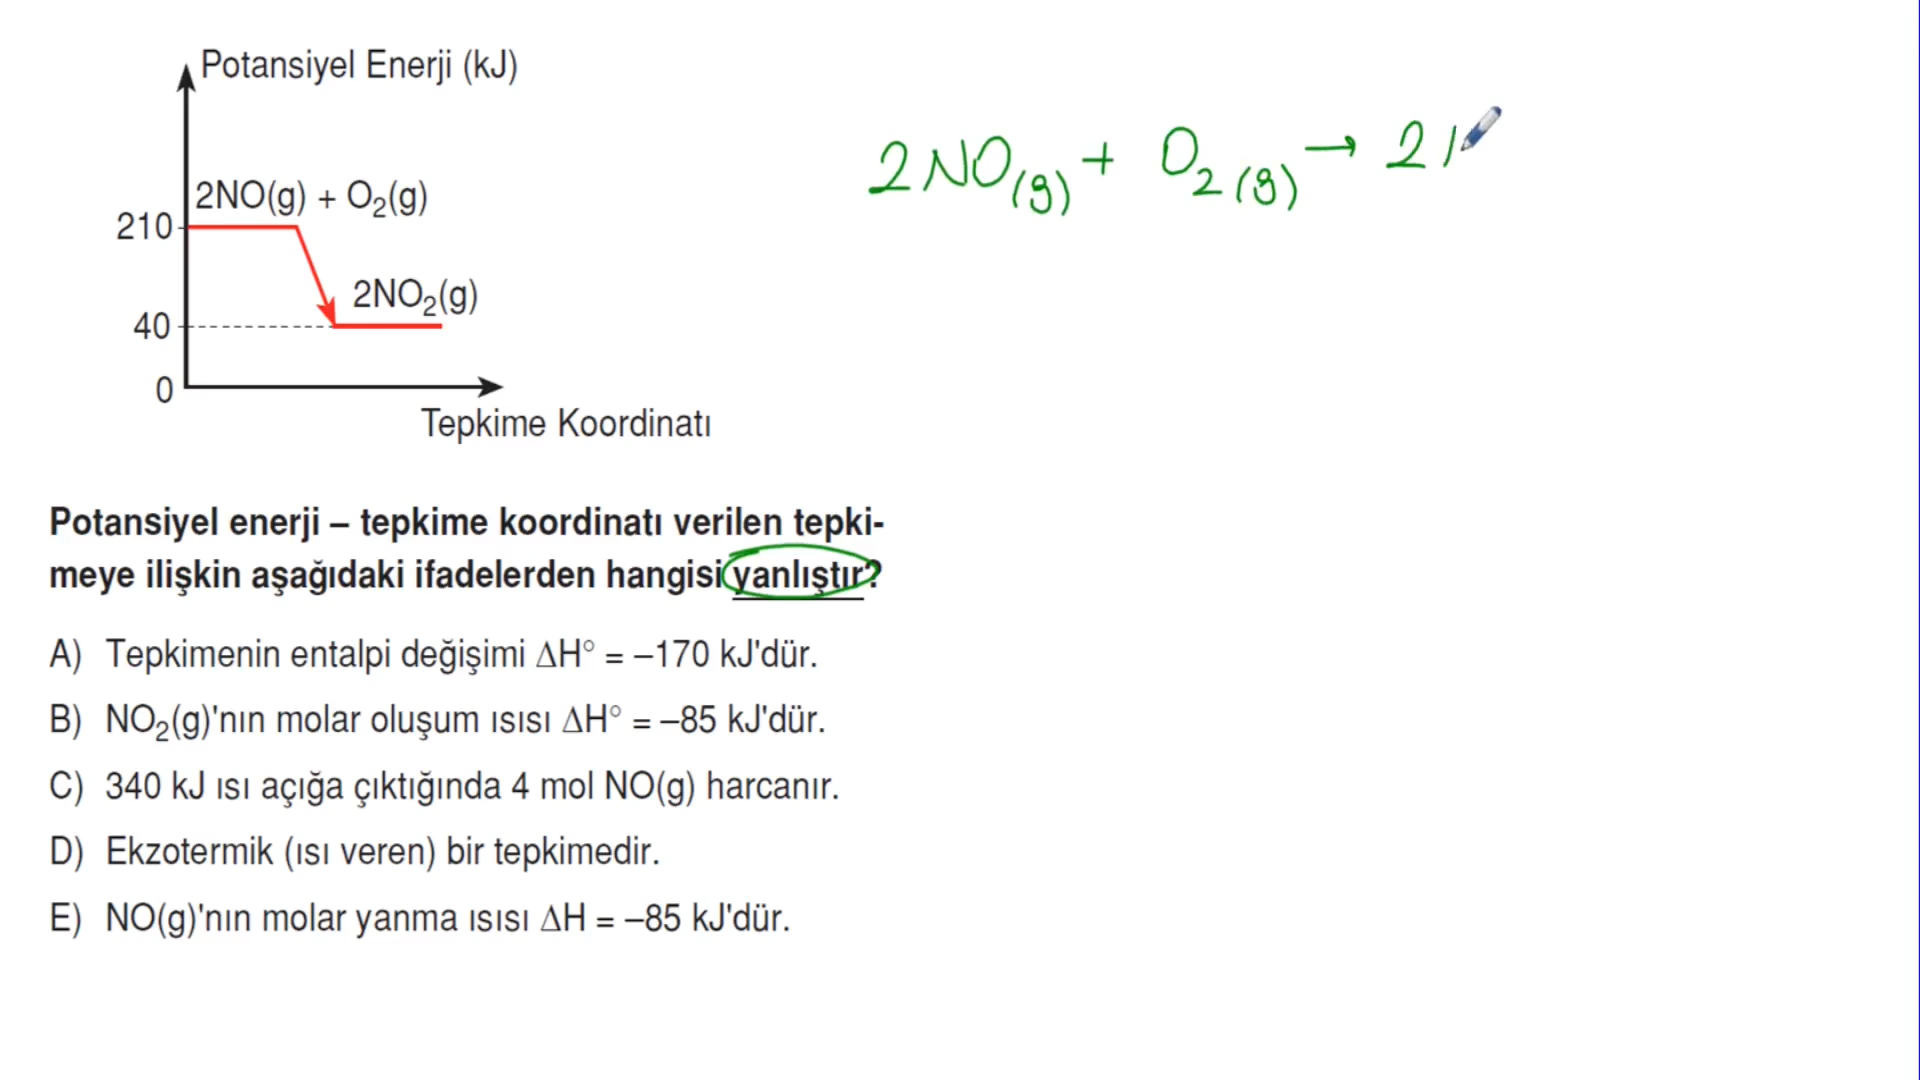 Potansiyel Enerji (kJ)
2NO(g) + O₂(g)
210
2NO₂(g)
40
0
Tepkime Koordinatı
2NO(g) + O₂(g) → 2
Potansiyel enerji – tepkime koordinatı verilen tepki-
meye ilişkin aşağıdaki ifadelerden hangisi yanlıştır?
A) Tepkimenin entalpi değişimi ΔH° = –170 kJ'dür.
B) NO₂(g)'nın molar oluşum ısısı ΔH° = –85 kJ'dür.
C) 340 kJ ısı açığa çıktığında 4 mol NO(g) harcanır.
D) Ekzotermik (ısı veren) bir tepkimedir.
E) NO(g)'nın molar yanma ısısı ΔH = –85 kJ'dür.